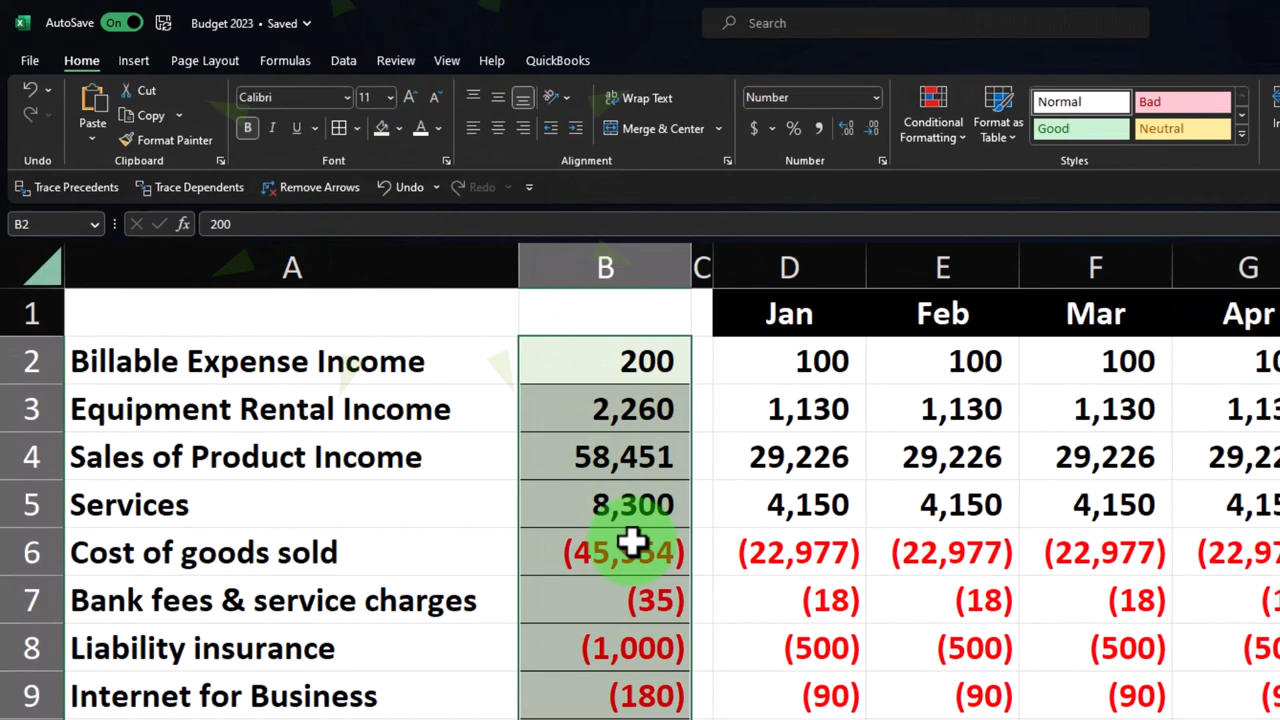 AutoSave On Budget 2023 • Saved Search
File Home Insert Page Layout Formulas Data Review View Help QuickBooks
Cut Calibri 11 Wrap Text Number Normal Bad
Paste Copy Conditional Format as Good Neutral
Format Painter B I U A Merge & Center $ % Formatting Table
Undo Clipboard Font Alignment Number Styles
Trace Precedents Trace Dependents Remove Arrows Undo Redo
B2 fx 200
A B C D E F G
1 Jan Feb Mar Apr
2 Billable Expense Income 200 100 100 100
3 Equipment Rental Income 2,260 1,130 1,130 1,130
4 Sales of Product Income 58,451 29,226 29,226 29,226
5 Services 8,300 4,150 4,150 4,150
6 Cost of goods sold (22,977) (22,977) (22,977)
7 Bank fees & service charges (35) (18) (18) (18)
8 Liability insurance (1,000) (500) (500) (500)
9 Internet for Business (180) (90) (90) (90)